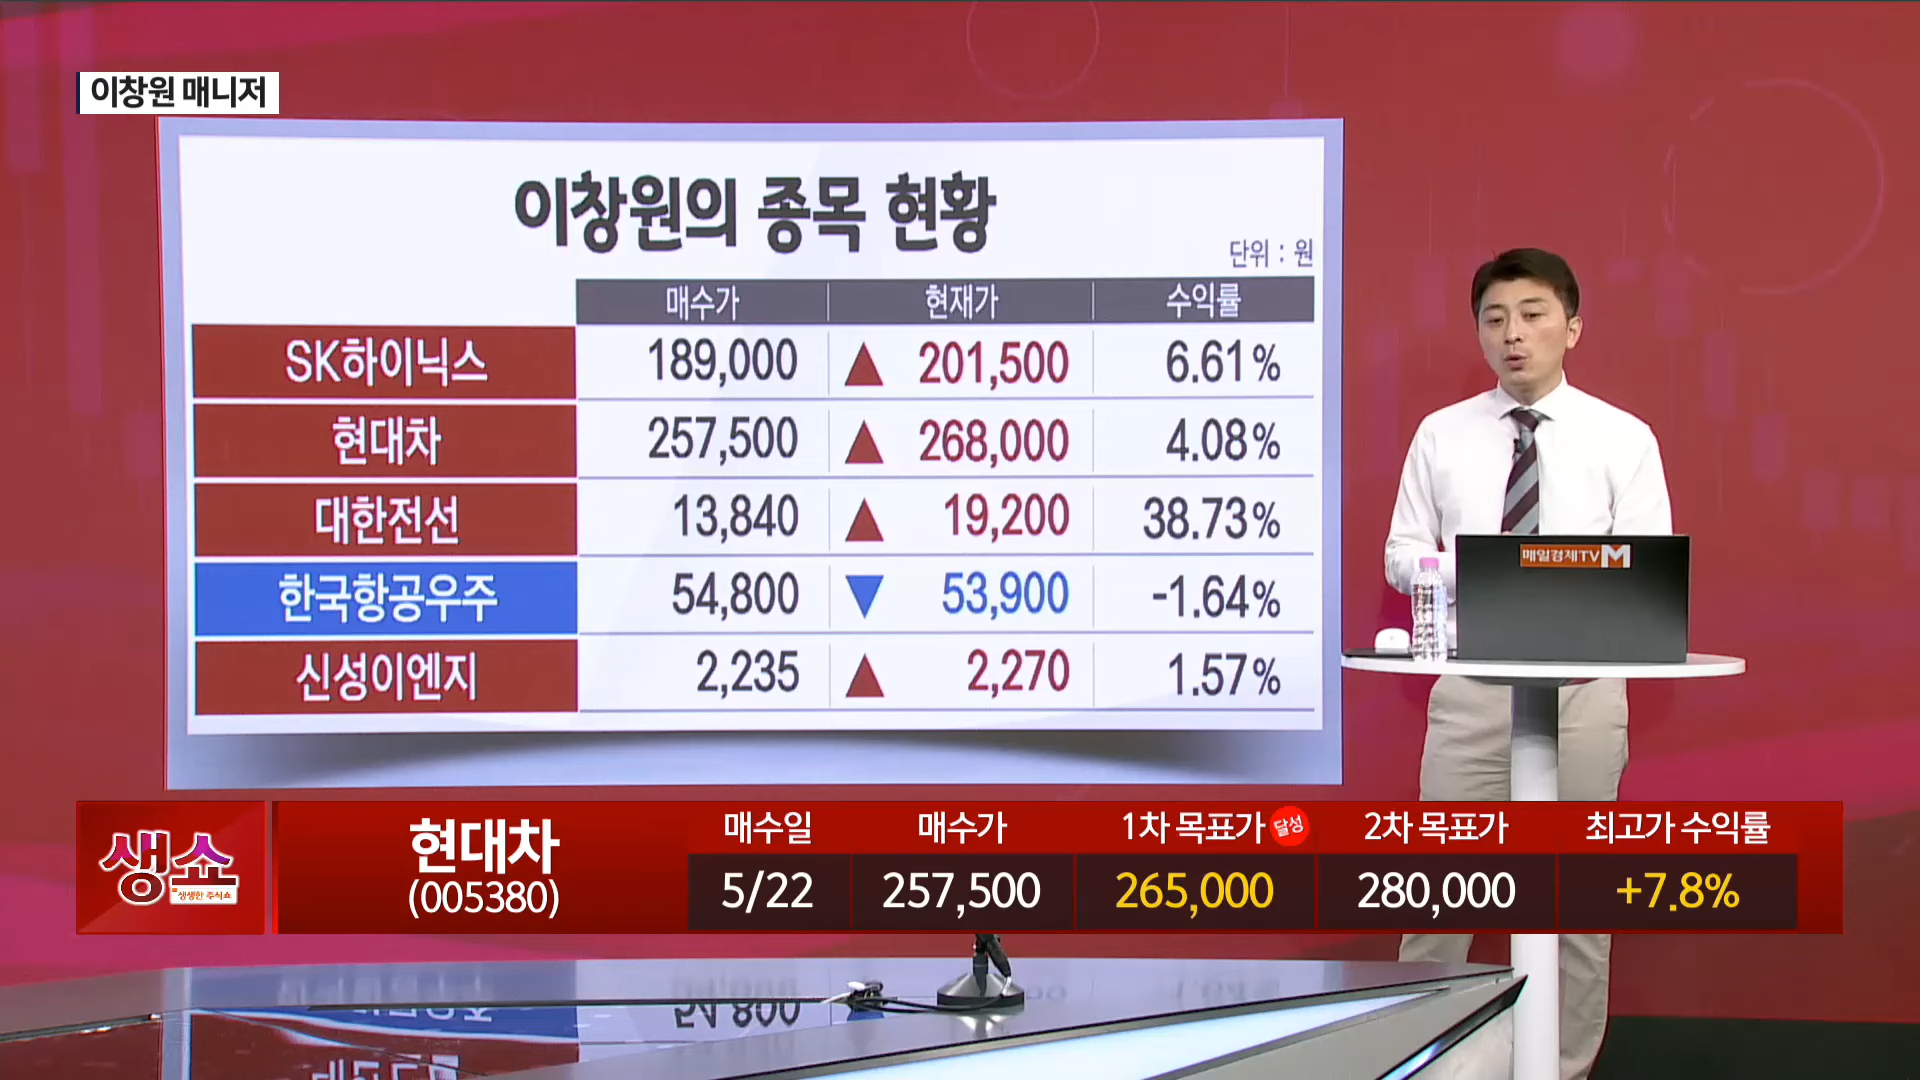 이창원 매니저
이창원의 종목 현황
단위 : 원
매수가 현재가 수익률
SK하이닉스 189,000 ▲ 201,500 6.61%
현대차 257,500 ▲ 268,000 4.08%
대한전선 13,840 ▲ 19,200 38.73%
한국항공우주 54,800 ▼ 53,900 -1.64%
신성이엔지 2,235 ▲ 2,270 1.57%
매일경제TV M
생쇼
생생한 주식쇼
현대차
(005380)
매수일 매수가 1차 목표가 달성 2차 목표가 최고가 수익률
5/22 257,500 265,000 280,000 +7.8%